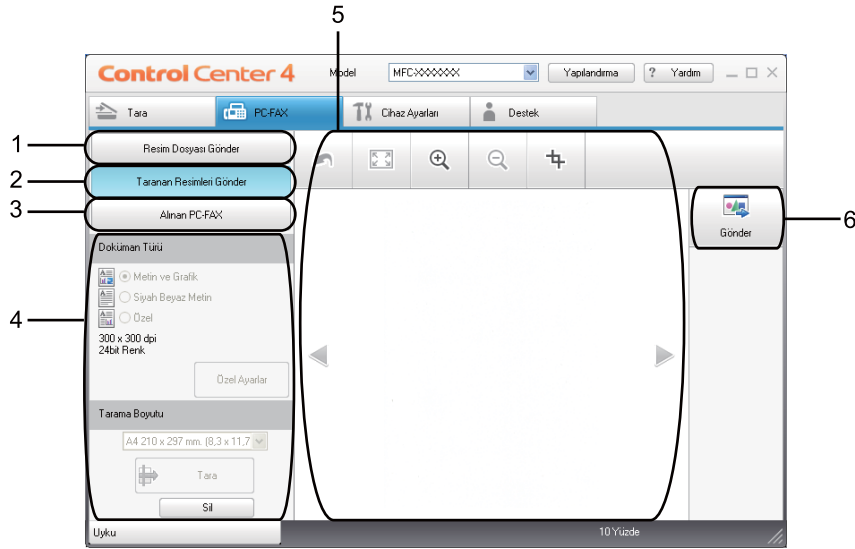 5
Control Center 4
Model
MFC-XXXXXX
Yapılandırma
? Yardım
Tara
PC-FAX
Cihaz Ayarları
Destek
1
Resim Dosyası Gönder
2
Taranan Resimleri Gönder
3
Alınan PC-FAX
6
Gönder
4
Doküman Türü
Metin ve Grafik
Siyah Beyaz Metin
Özel
300 x 300 dpi
24bit Renk
Özel Ayarlar
Tarama Boyutu
A4 210 x 297 mm. (8,3 x 11,7
Tara
Sil
Uyku
10 Yüzde